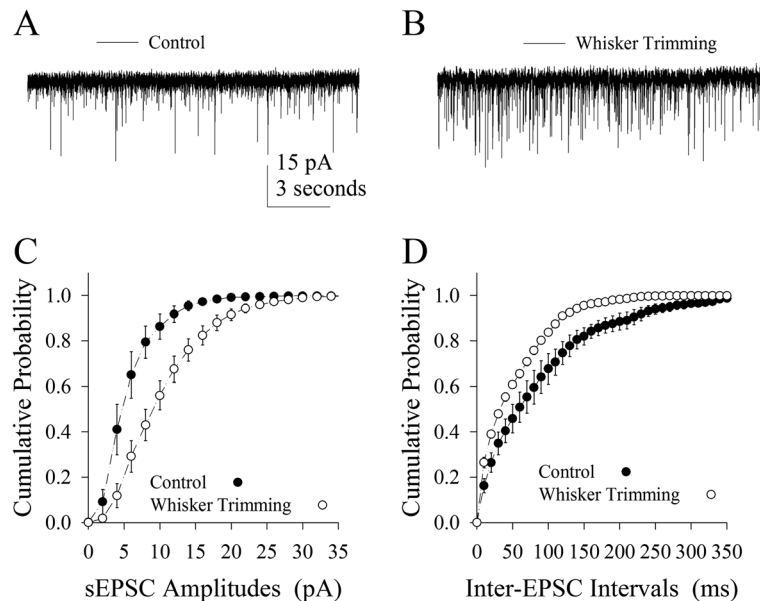 A
Control
15 pA
3 seconds
B
Whisker Trimming
C
Cumulative Probability
1.0
0.8
0.6
0.4
0.2
0.0
Control
Whisker Trimming
0 5 10 15 20 25 30 35
sEPSC Amplitudes (pA)
D
Cumulative Probability
1.0
0.8
0.6
0.4
0.2
0.0
Control
Whisker Trimming
0 50 100 150 200 250 300 350
Inter-EPSC Intervals (ms)